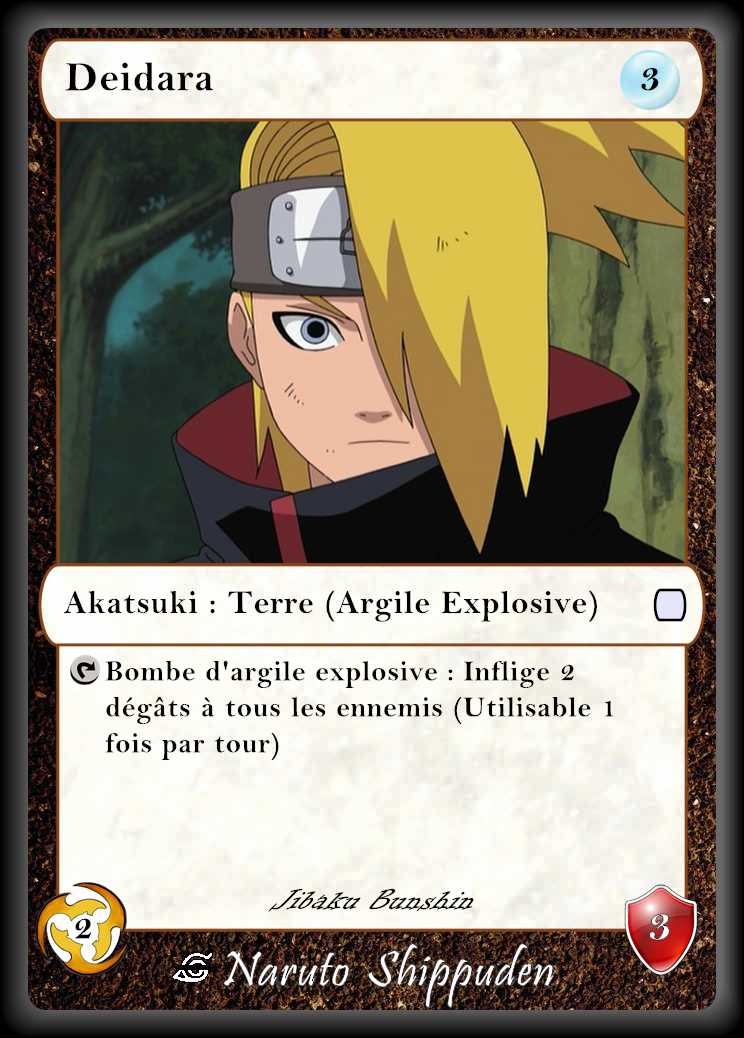 Deidara
3
Akatsuki : Terre (Argile Explosive)
Bombe d'argile explosive : Inflige 2
dégâts à tous les ennemis (Utilisable 1
fois par tour)
Jibaku Bunshin
2
3
Naruto Shippuden